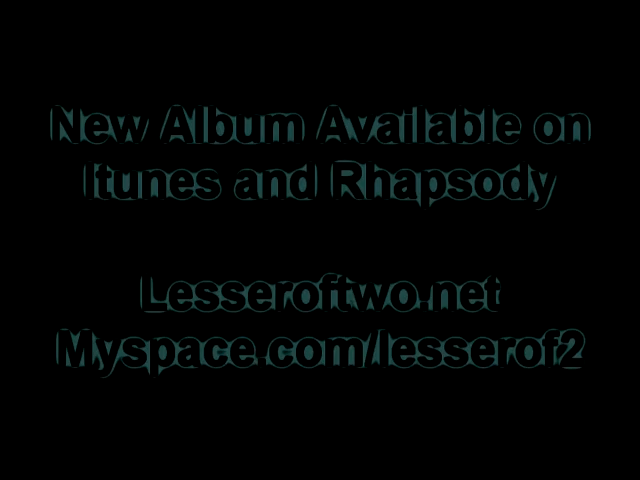 New Album Available on
Itunes and Rhapsody
Lesseroftwo.net
Myspace.com/lesserof2